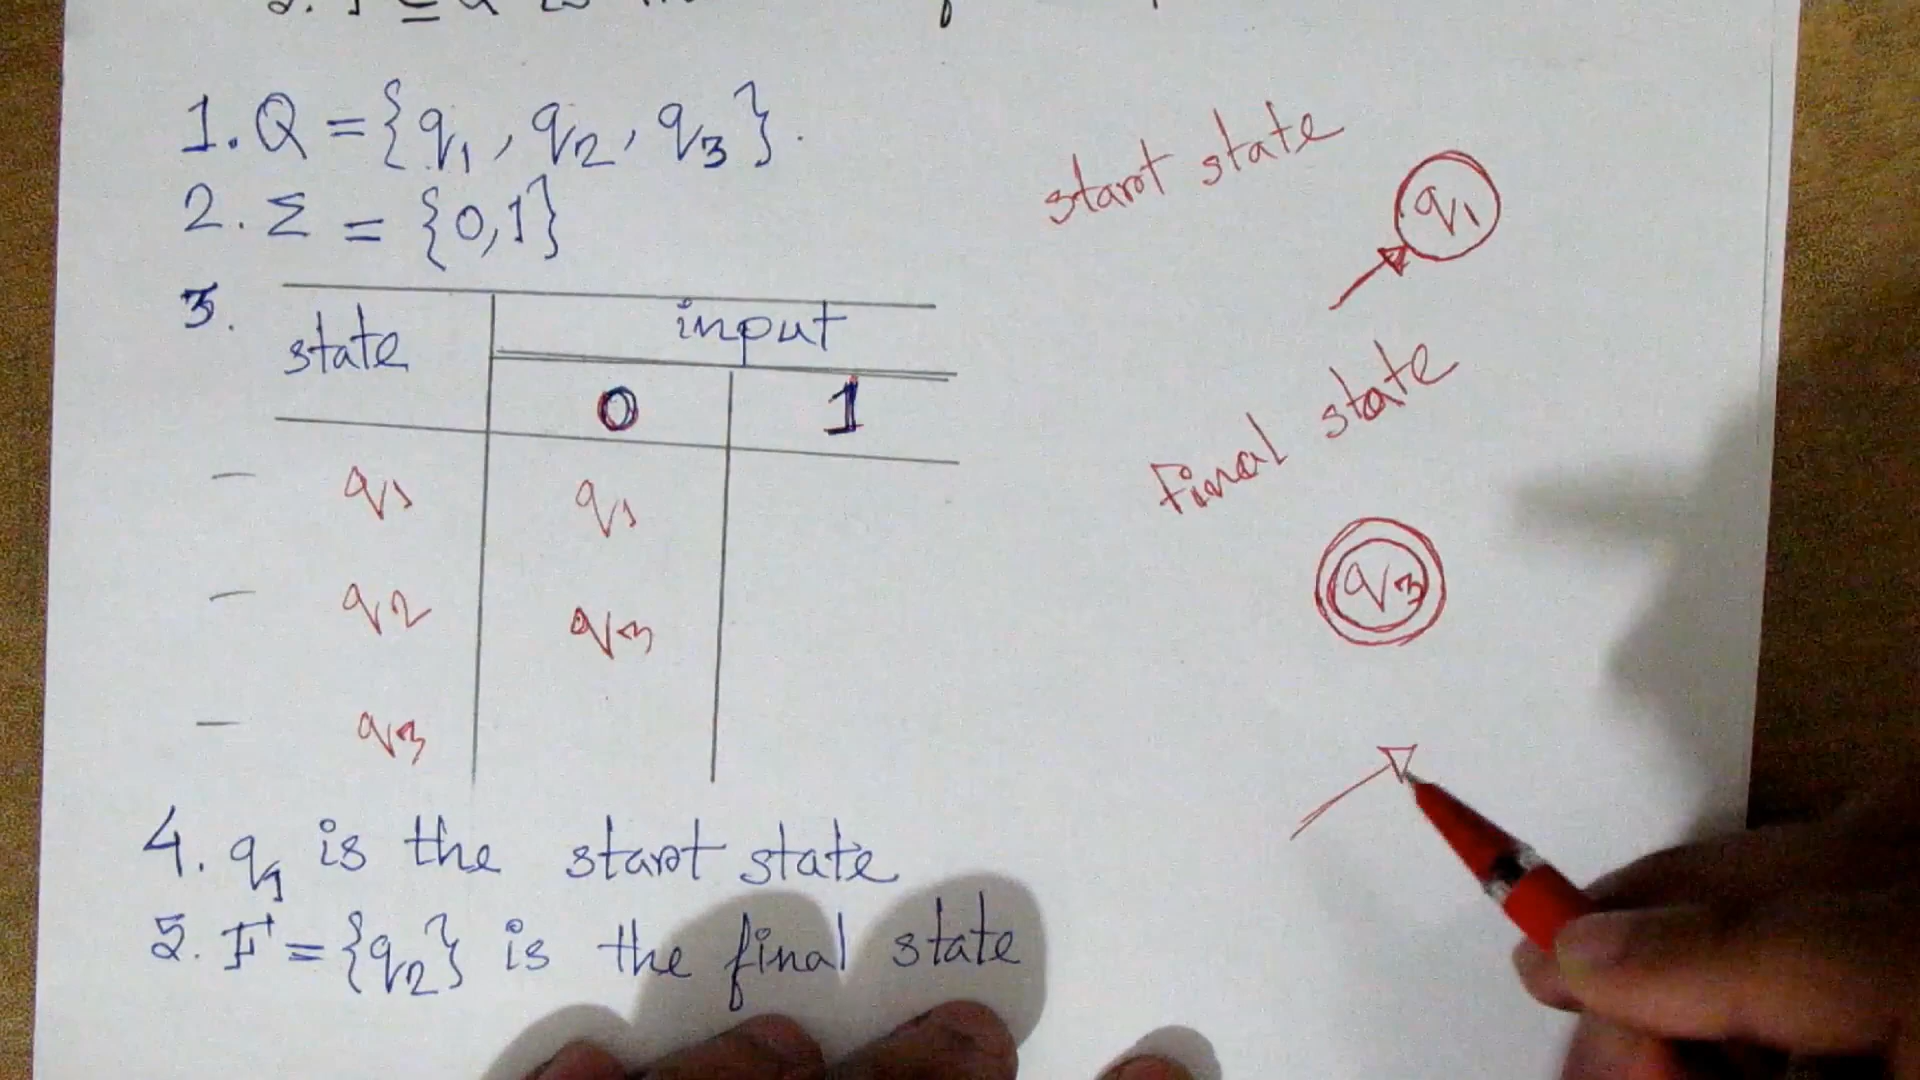 1. Q = {q1, q2, q3}.
2. Σ = {0,1}
3.
state input
0 1
q1 q1
q2 q3
q3
4. q1 is the start state
5. F = {q2} is the final state
start state
q1
final state
q3